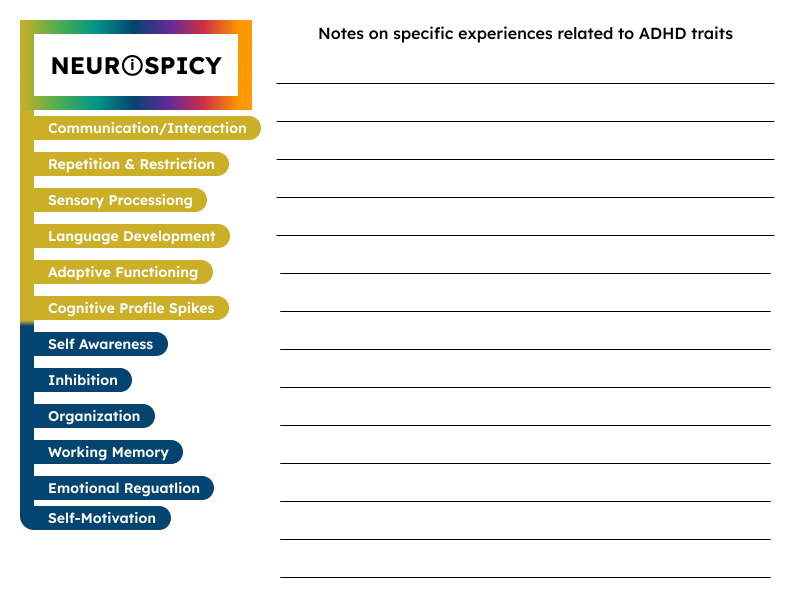 NEURⓘSPICY
Communication/Interaction
Repetition & Restriction
Sensory Processiong
Language Development
Adaptive Functioning
Cognitive Profile Spikes
Self Awareness
Inhibition
Organization
Working Memory
Emotional Reguatlion
Self-Motivation
Notes on specific experiences related to ADHD traits